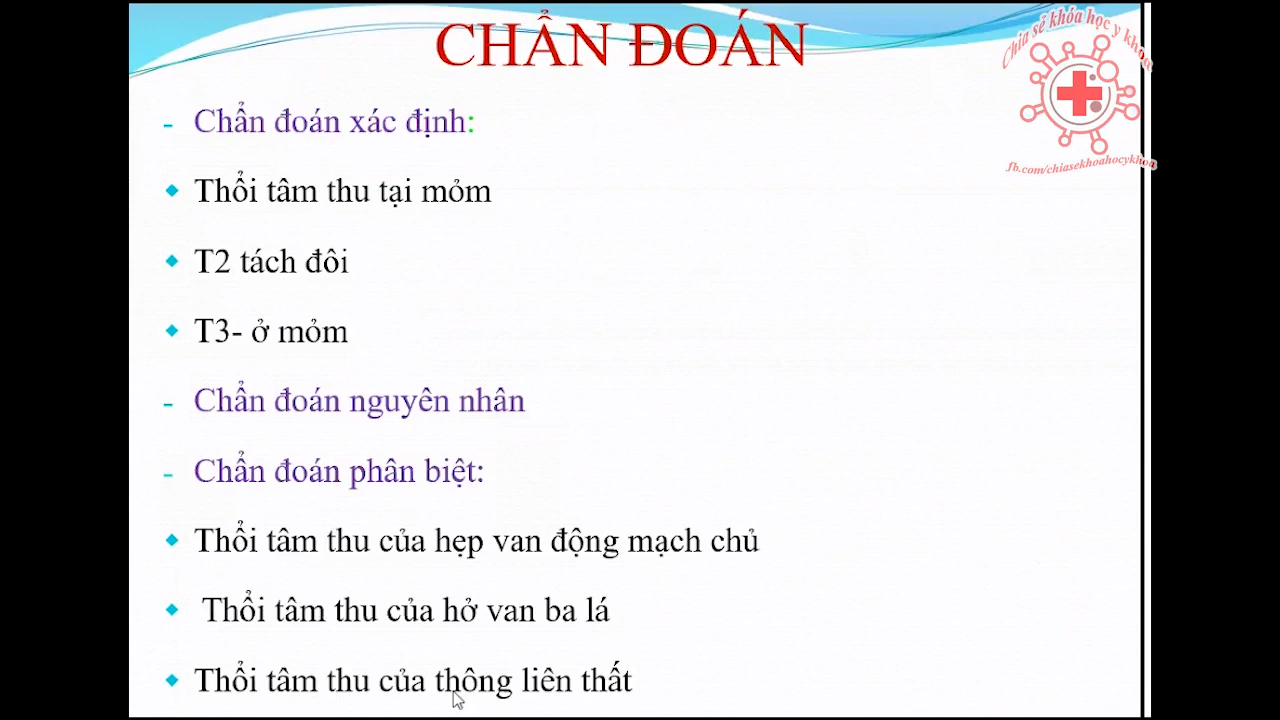 CHẨN ĐOÁN
Chia sẻ khóa học y khoa
fb.com/chiasekhoahocykhoa
- Chẩn đoán xác định:
Thổi tâm thu tại mỏm
T2 tách đôi
T3- ở mỏm
- Chẩn đoán nguyên nhân
- Chẩn đoán phân biệt:
Thổi tâm thu của hẹp van động mạch chủ
Thổi tâm thu của hở van ba lá
Thổi tâm thu của thông liên thất